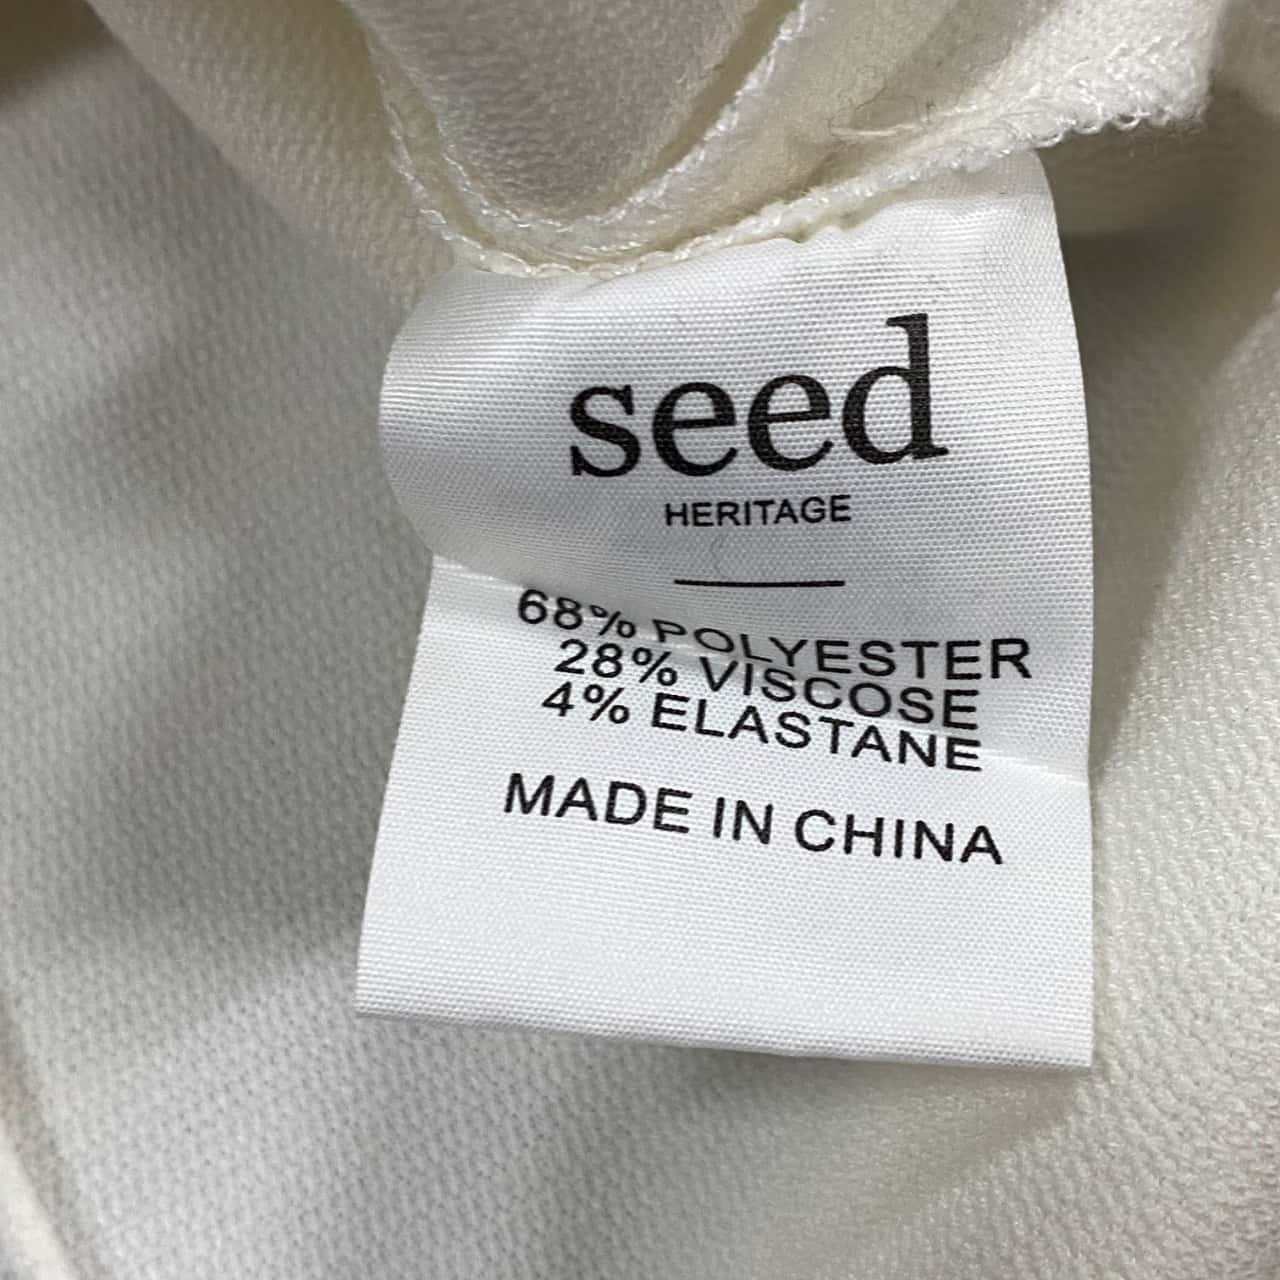 seed
HERITAGE
68% POLYESTER
28% VISCOSE
4% ELASTANE
MADE IN CHINA